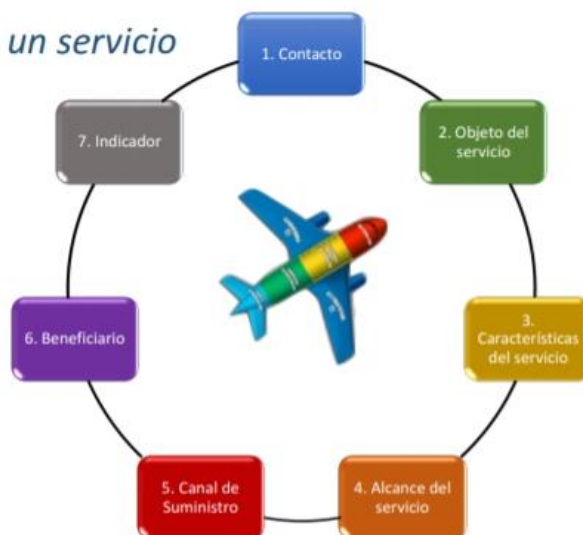 un servicio
1. Contacto
2. Objeto del
servicio
3.
Características
del servicio
4. Alcance del
servicio
5. Canal de
Suministro
6. Beneficiario
7. Indicador